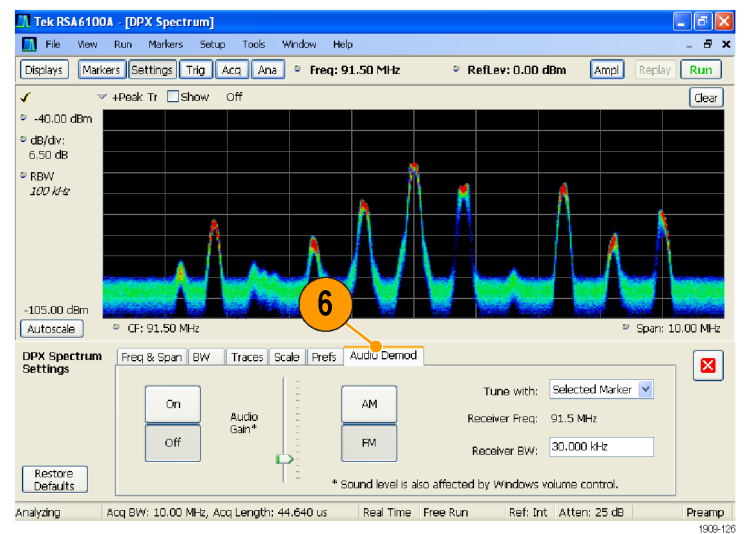 Tek RSA6100A - [DPX Spectrum]
File View Run Markers Setup Tools Window Help
Displays Markers Settings Trig Acq Ana Freq: 91.50 MHz RefLev: 0.00 dBm Ampl Replay Run
+Peak Tr Show Off Clear
-40.00 dBm
dB/div:
6.50 dB
RBW
100 kHz
-105.00 dBm
6
Autoscale CF: 91.50 MHz Span: 10.00 MHz
DPX Spectrum Settings
Freq & Span BW Traces Scale Prefs Audio Demod
On
Off
Audio Gain*
AM
FM
Tune with: Selected Marker
Receiver Freq: 91.5 MHz
Receiver BW: 30.000 kHz
* Sound level is also affected by Windows volume control.
Restore Defaults
Analyzing Acq BW: 10.00 MHz, Acq Length: 44.640 us Real Time Free Run Ref: Int Atten: 25 dB Preamp
1909-126